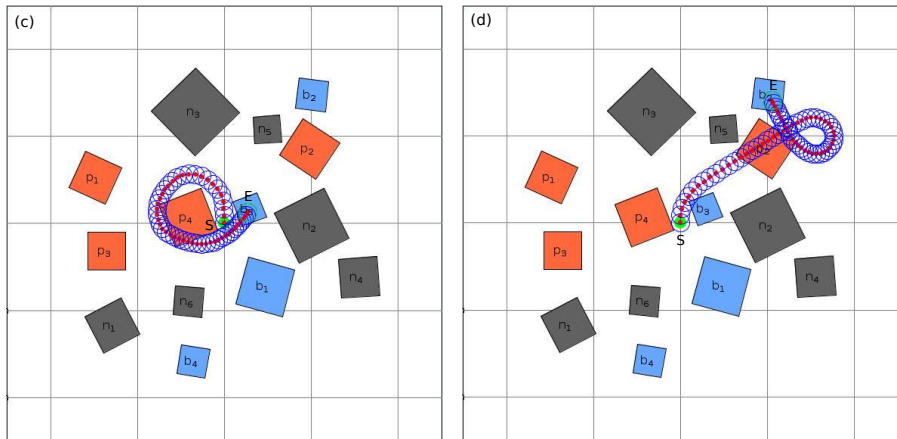 (c)
n₃
b₂
n₅
p₂
p₁
p₄
S
E
n₂
p₃
b₁
n₄
n₆
n₁
b₄
(d)
E
n₃
n₅
p₁
p₄
b₃
S
n₂
p₃
b₁
n₄
n₆
n₁
b₄